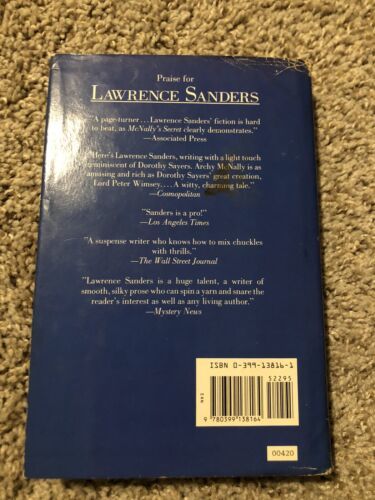 Praise for
LAWRENCE SANDERS
"A page-turner...Lawrence Sanders' fiction is hard
to beat, as McNally's Secret clearly demonstrates."
—Associated Press
"Here's Lawrence Sanders, writing with a light touch
reminiscent of Dorothy Sayers. Archy McNally is as
amusing and rich as Dorothy Sayers' great creation,
Lord Peter Wimsey....A witty, charming tale."
—Cosmopolitan
"Sanders is a pro!"
—Los Angeles Times
"A suspense writer who knows how to mix chuckles
with thrills."
—The Wall Street Journal
"Lawrence Sanders is a huge talent, a writer of
smooth, silky prose who can spin a yarn and snare the
reader's interest as well as any living author."
—Mystery News
ISBN 0-399-13816-1
52295
EAN
9 780399 138164
00420